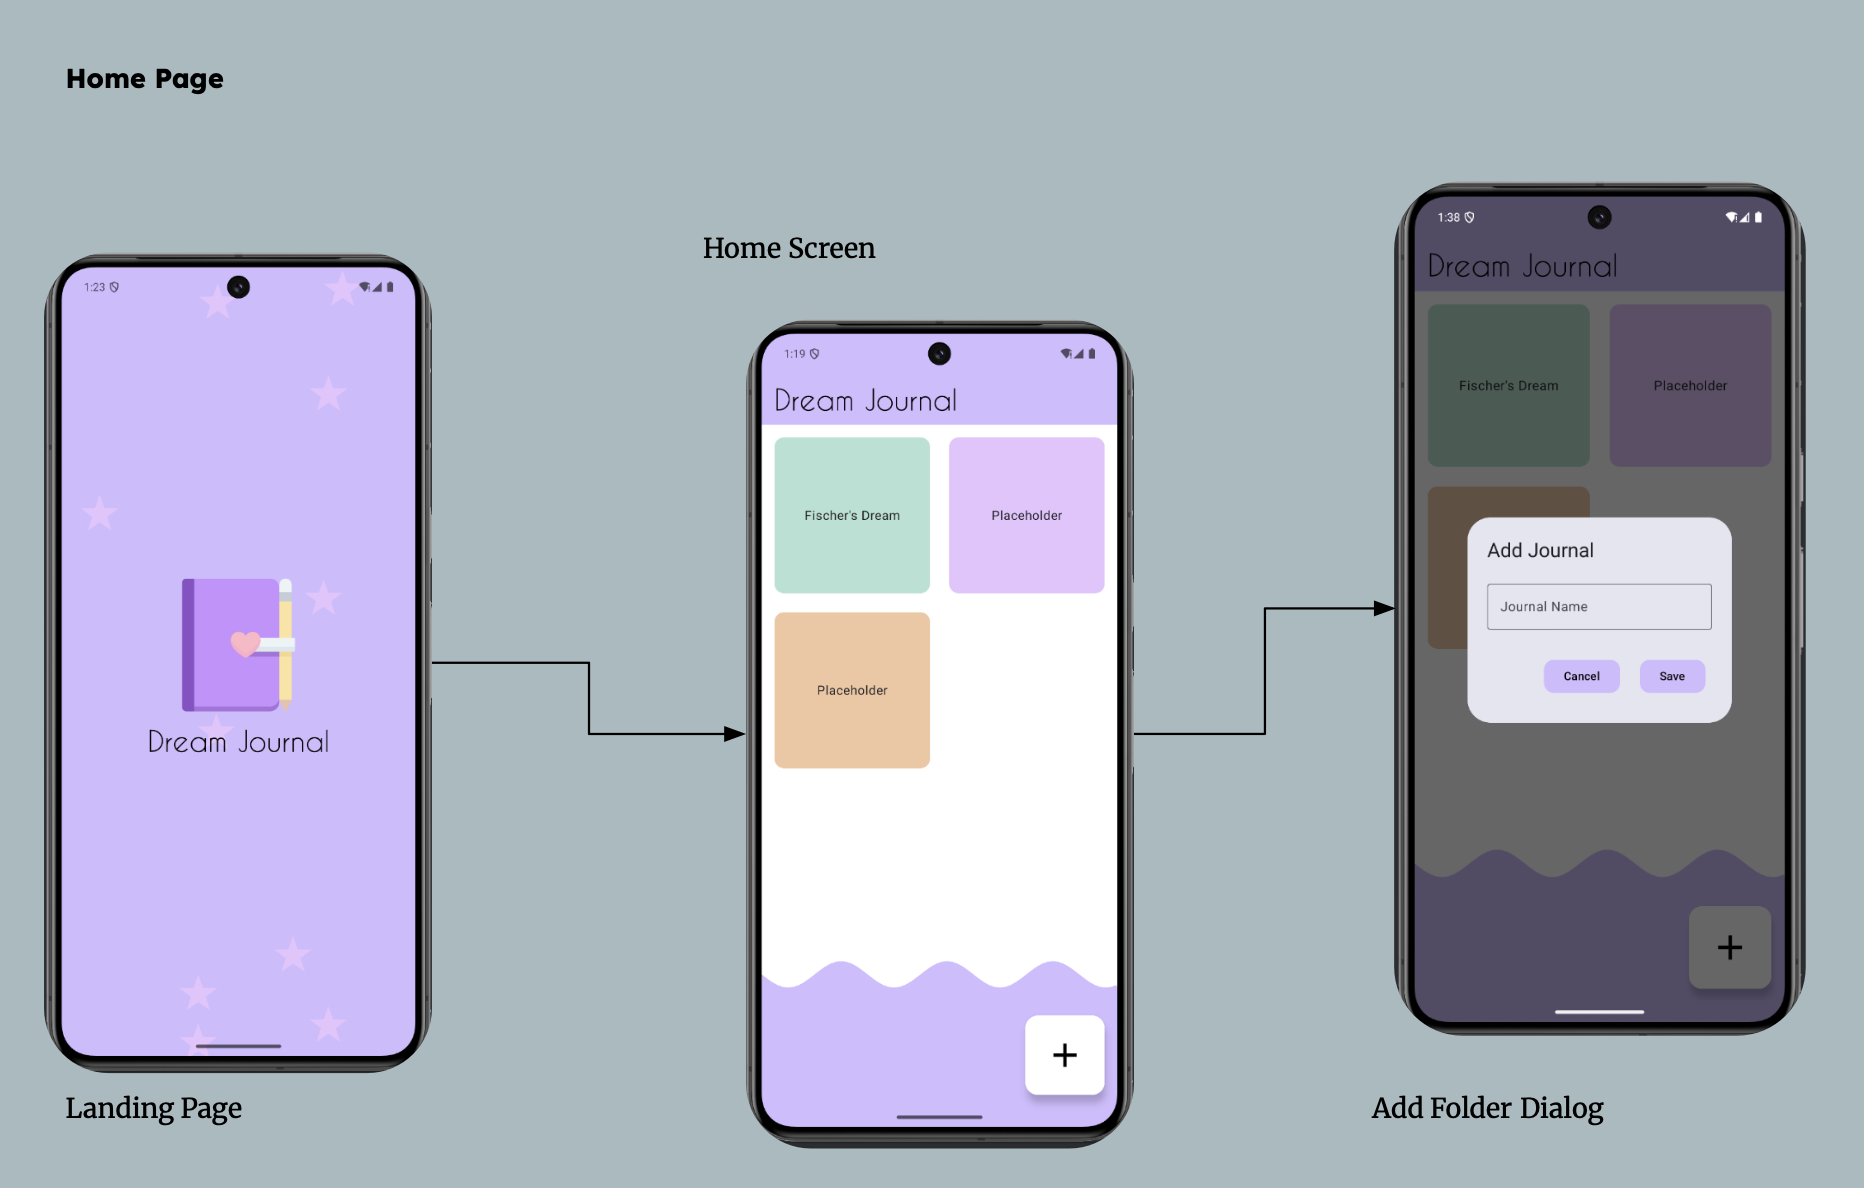 Home Page
1:23
Dream Journal
Landing Page
Home Screen
1:19
Dream Journal
Fischer's Dream
Placeholder
Placeholder
1:38
Dream Journal
Fischer's Dream
Placeholder
Add Journal
Journal Name
Cancel
Save
+
+
Add Folder Dialog